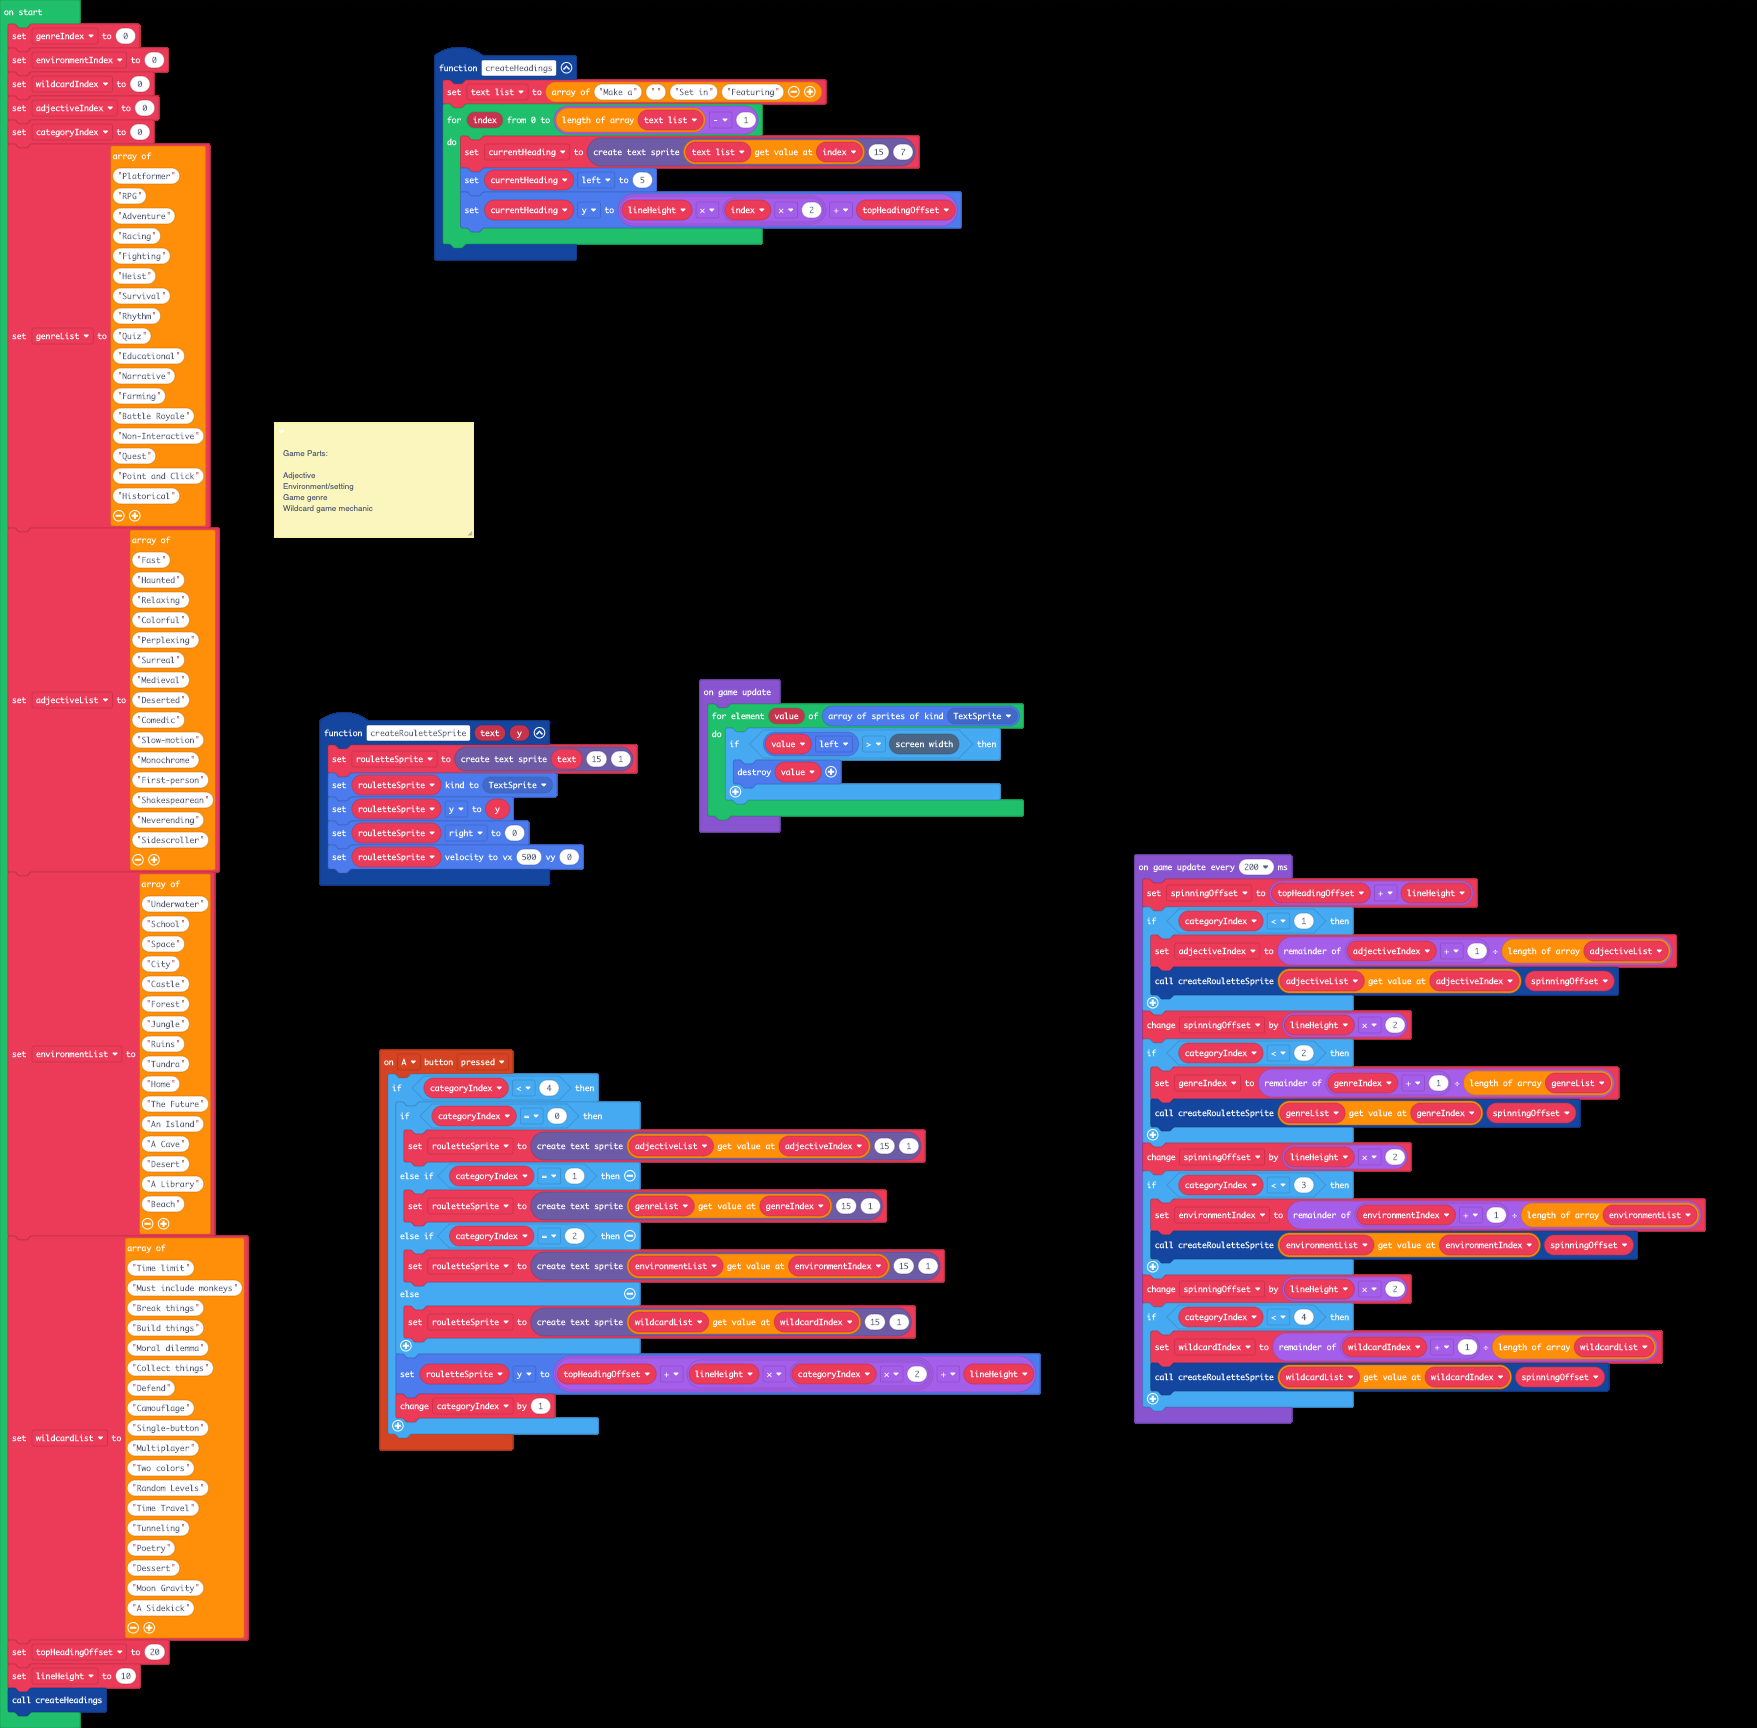 on start
set genreIndex to 0
set environmentIndex to 0
set wildcardIndex to 0
set adjectiveIndex to 0
set categoryIndex to 0
set genreList to
array of
"Platformer"
"RPG"
"Adventure"
"Racing"
"Fighting"
"Heist"
"Survival"
"Rhythm"
"Quiz"
"Educational"
"Narrative"
"Farming"
"Battle Royale"
"Non-Interactive"
"Quest"
"Point and Click"
"Historical"
set adjectiveList to
array of
"Fast"
"Haunted"
"Relaxing"
"Colorful"
"Perplexing"
"Surreal"
"Medieval"
"Deserted"
"Comedic"
"Slow-motion"
"Monochrome"
"First-person"
"Shakespearean"
"Neverending"
"Sidescroller"
set environmentList to
array of
"Underwater"
"School"
"Space"
"City"
"Castle"
"Forest"
"Jungle"
"Ruins"
"Tundra"
"Home"
"The Future"
"An Island"
"A Cave"
"Desert"
"A Library"
"Beach"
set wildcardList to
array of
"Time limit"
"Must include monkeys"
"Break things"
"Build things"
"Moral dilemma"
"Collect things"
"Defend"
"Camouflage"
"Single-button"
"Multiplayer"
"Two colors"
"Random Levels"
"Time Travel"
"Tunneling"
"Poetry"
"Dessert"
"Moon Gravity"
"A Sidekick"
set topHeadingOffset to 20
set lineHeight to 10
call createHeadings
function createHeadings
set text list to array of "Make a" "" "Set in" "Featuring"
for index from 0 to length of array text list - 1
do
set currentHeading to create text sprite text list get value at index 15 7
set currentHeading left to 5
set currentHeading y to lineHeight × index × 2 + topHeadingOffset
Game Parts:
Adjective
Environment/setting
Game genre
Wildcard game mechanic
function createRouletteSprite text y
set rouletteSprite to create text sprite text 15 1
set rouletteSprite kind to TextSprite
set rouletteSprite y to y
set rouletteSprite right to 0
set rouletteSprite velocity to vx 500 vy 0
on game update
for element value of array of sprites of kind TextSprite
do
if value left > screen width then
destroy value
on A button pressed
if categoryIndex < 4 then
if categoryIndex = 0 then
set rouletteSprite to create text sprite adjectiveList get value at adjectiveIndex 15 1
else if categoryIndex = 1 then
set rouletteSprite to create text sprite genreList get value at genreIndex 15 1
else if categoryIndex = 2 then
set rouletteSprite to create text sprite environmentList get value at environmentIndex 15 1
else
set rouletteSprite to create text sprite wildcardList get value at wildcardIndex 15 1
set rouletteSprite y to topHeadingOffset + lineHeight × categoryIndex × 2 + lineHeight
change categoryIndex by 1
on game update every 200 ms
set spinningOffset to topHeadingOffset + lineHeight
if categoryIndex < 1 then
set adjectiveIndex to remainder of adjectiveIndex + 1 ÷ length of array adjectiveList
call createRouletteSprite adjectiveList get value at adjectiveIndex spinningOffset
change spinningOffset by lineHeight × 2
if categoryIndex < 2 then
set genreIndex to remainder of genreIndex + 1 ÷ length of array genreList
call createRouletteSprite genreList get value at genreIndex spinningOffset
change spinningOffset by lineHeight × 2
if categoryIndex < 3 then
set environmentIndex to remainder of environmentIndex + 1 ÷ length of array environmentList
call createRouletteSprite environmentList get value at environmentIndex spinningOffset
change spinningOffset by lineHeight × 2
if categoryIndex < 4 then
set wildcardIndex to remainder of wildcardIndex + 1 ÷ length of array wildcardList
call createRouletteSprite wildcardList get value at wildcardIndex spinningOffset